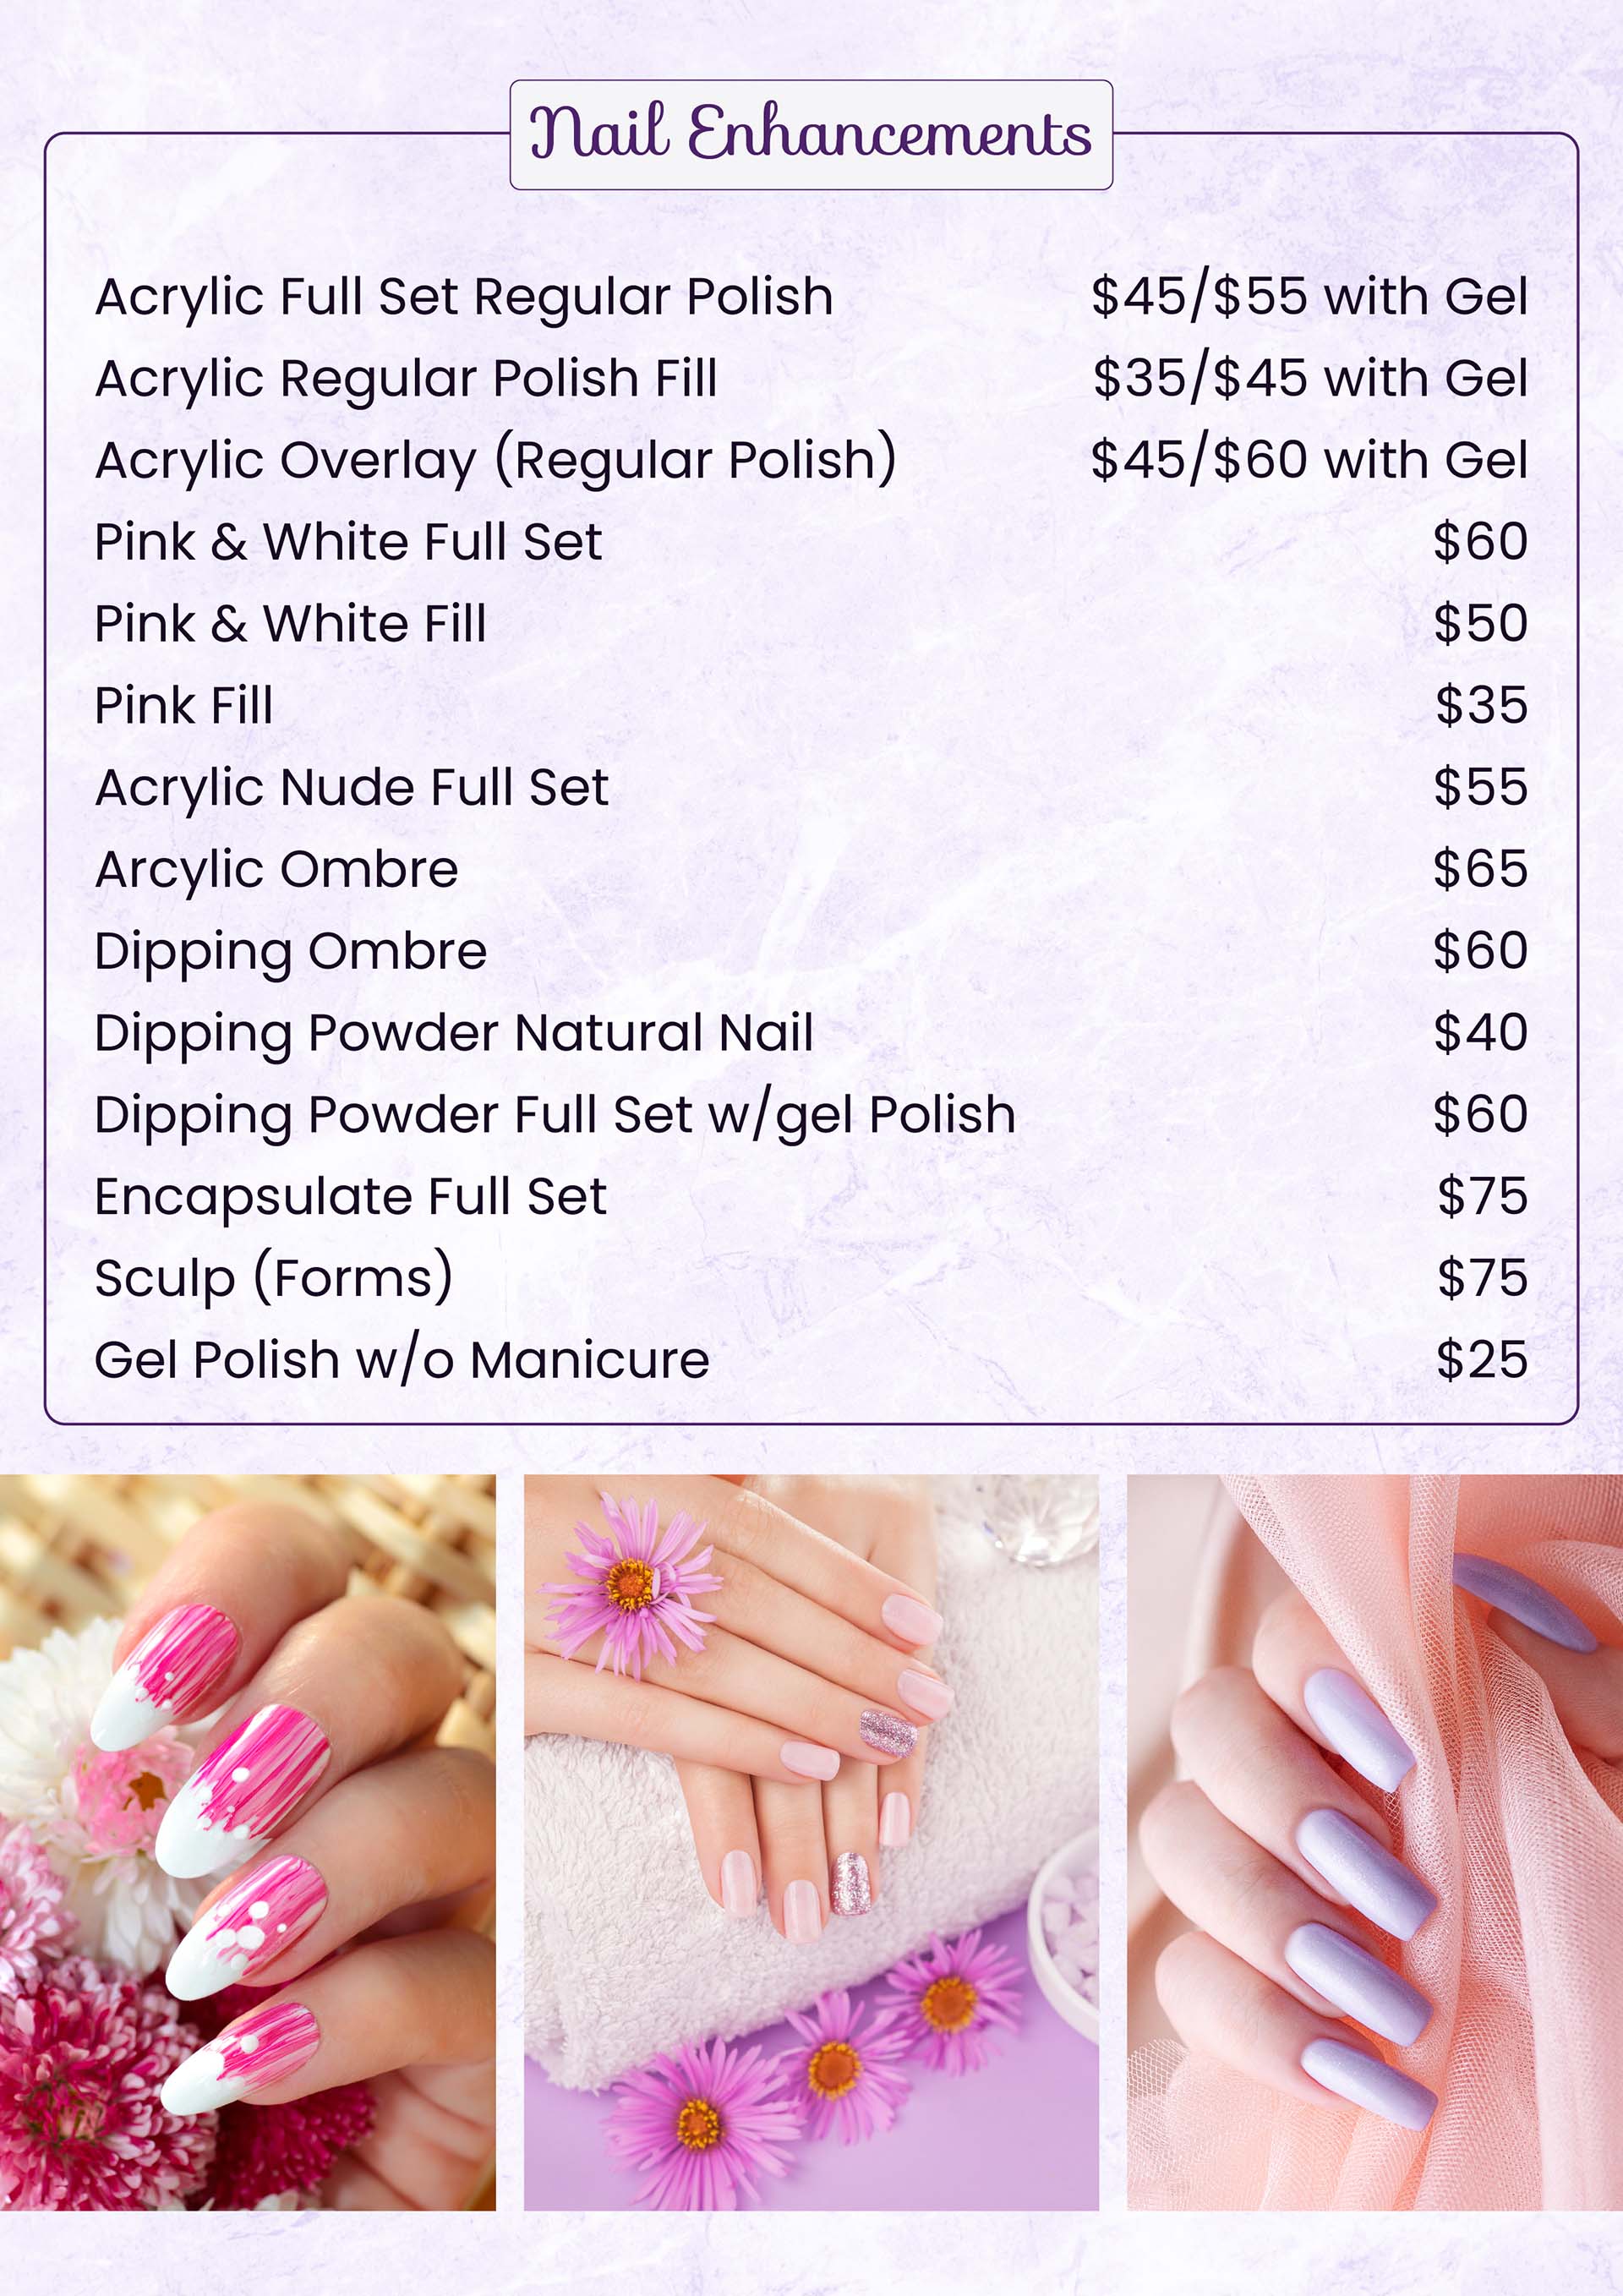 Nail Enhancements
Acrylic Full Set Regular Polish $45/$55 with Gel
Acrylic Regular Polish Fill $35/$45 with Gel
Acrylic Overlay (Regular Polish) $45/$60 with Gel
Pink & White Full Set $60
Pink & White Fill $50
Pink Fill $35
Acrylic Nude Full Set $55
Arcylic Ombre $65
Dipping Ombre $60
Dipping Powder Natural Nail $40
Dipping Powder Full Set w/gel Polish $60
Encapsulate Full Set $75
Sculp (Forms) $75
Gel Polish w/o Manicure $25